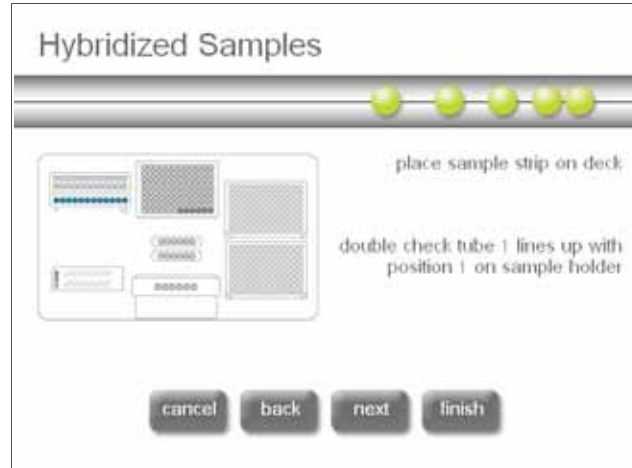 Hybridized Samples
place sample strip on deck
double check tube 1 lines up with
position 1 on sample holder
cancel
back
next
finish